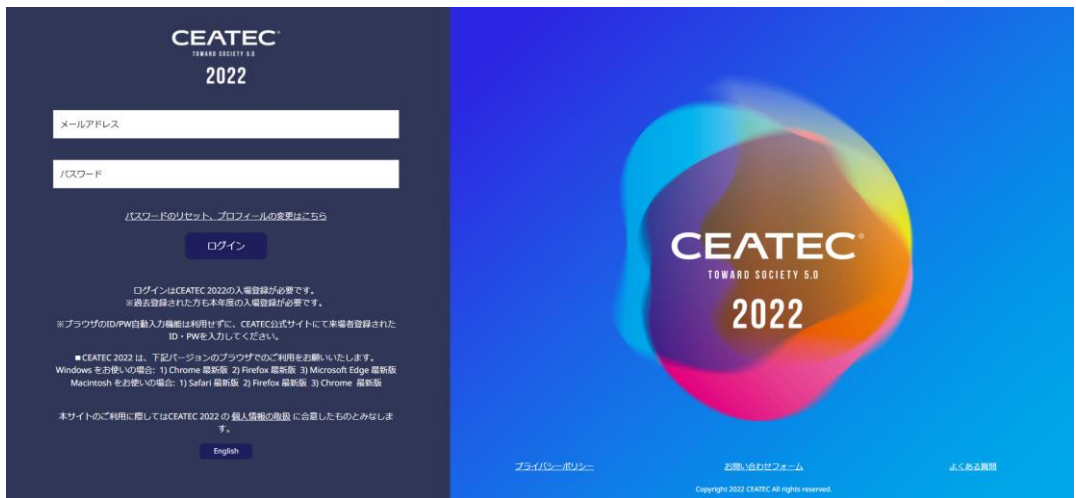 CEATEC®
TOWARD SOCIETY 5.0
2022
メールアドレス
パスワード
パスワードのリセット、プロフィールの変更はこちら
ログイン
ログインはCEATEC 2022の入場登録が必要です。
※過去登録された方も本年度の入場登録が必要です。
※ブラウザのID/PW自動入力機能は利用せずに、CEATEC公式サイトにて来場者登録された
ID・PWを入力してください。
■CEATEC 2022 は、下記バージョンのブラウザでのご利用をお願いいたします。
Windows をお使いの場合: 1) Chrome 最新版 2) Firefox 最新版 3) Microsoft Edge 最新版
Macintosh をお使いの場合: 1) Safari 最新版 2) Firefox 最新版 3) Chrome 最新版
本サイトのご利用に際してはCEATEC 2022 の 個人情報の取扱 に合意したものとみなしま
す。
English
CEATEC®
TOWARD SOCIETY 5.0
2022
プライバシーポリシー
お問い合わせフォーム
よくある質問
Copyright 2022 CEATEC All rights reserved.